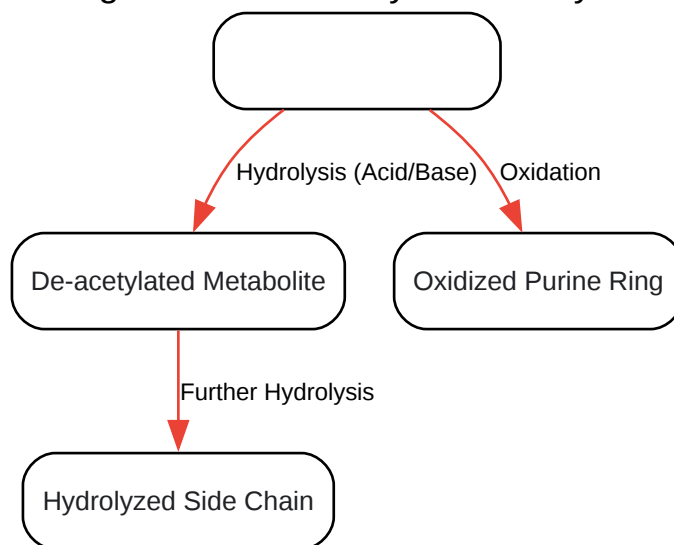 Hydrolysis (Acid/Base) Oxidation
De-acetylated Metabolite
Oxidized Purine Ring
Further Hydrolysis
Hydrolyzed Side Chain